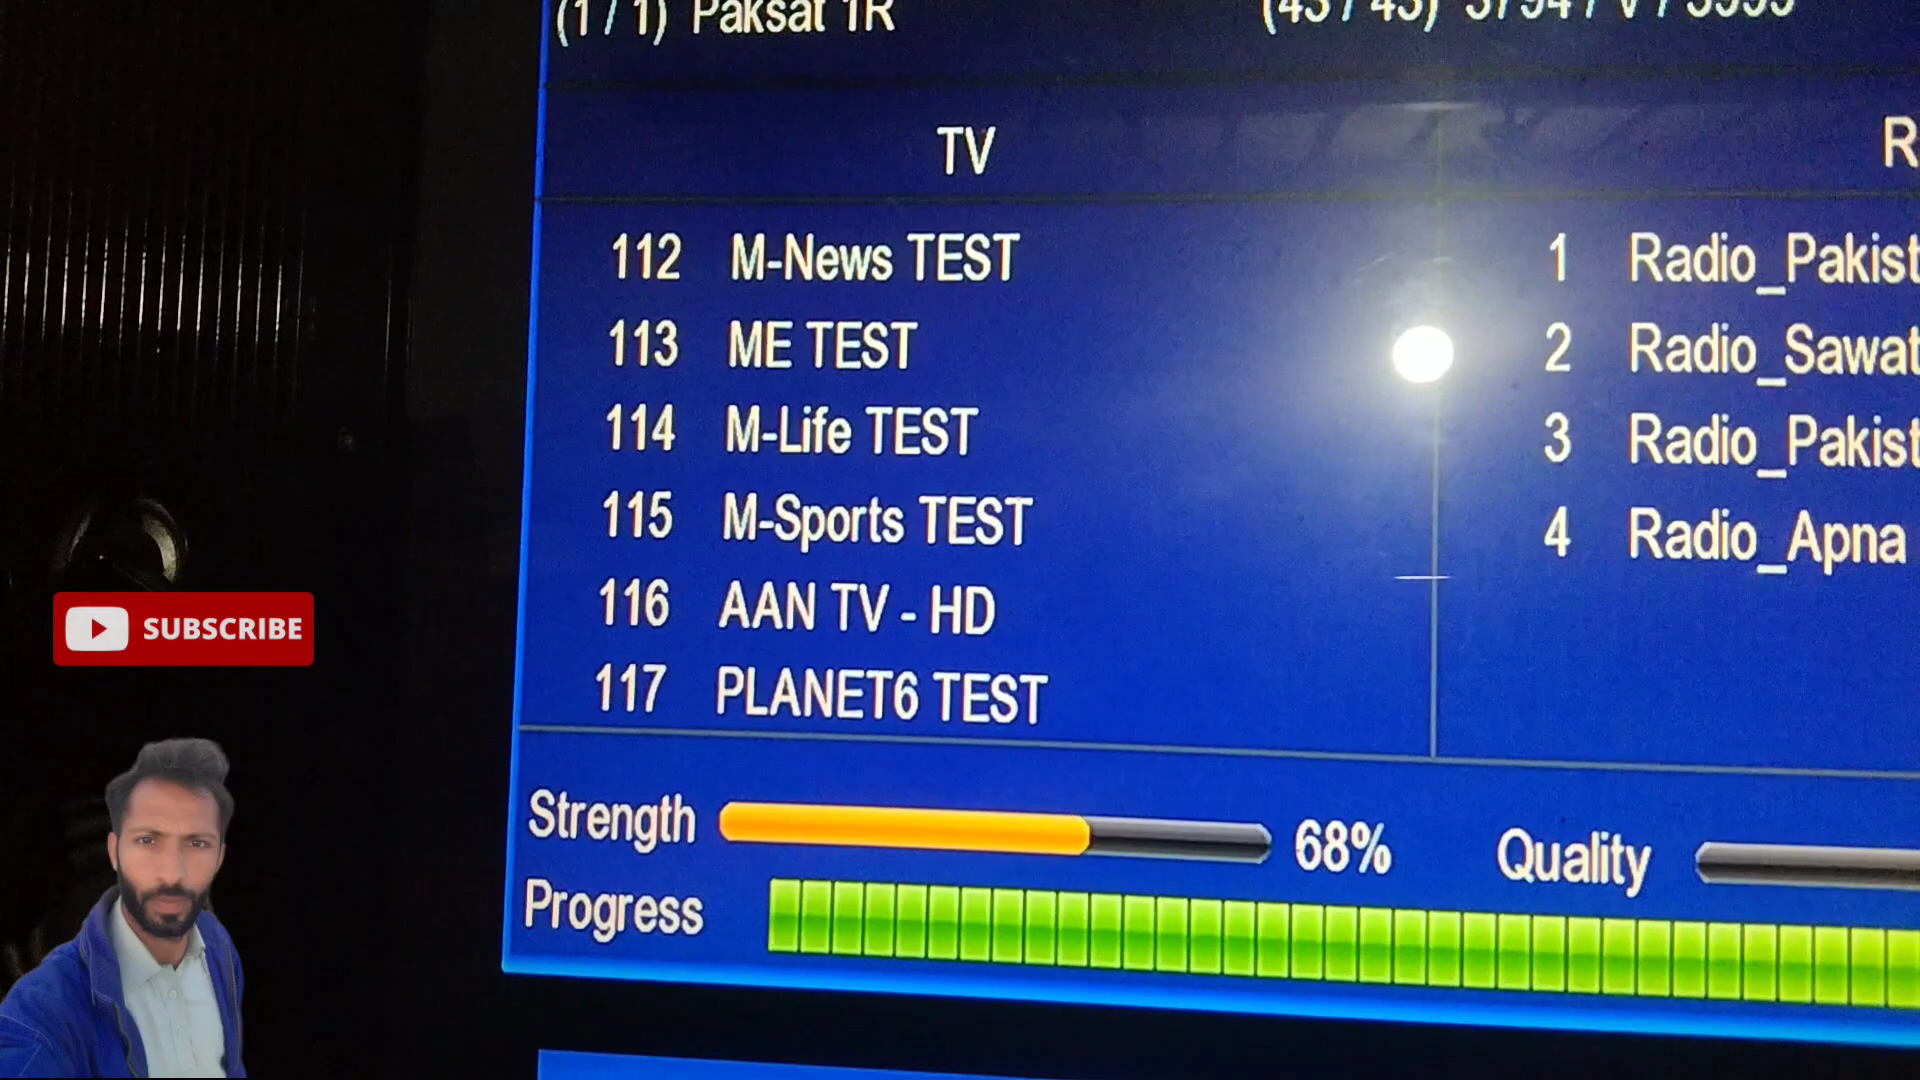 (1 / 1) Paksat 1R
TV
112 M-News TEST
113 ME TEST
114 M-Life TEST
115 M-Sports TEST
116 AAN TV - HD
117 PLANET6 TEST
1 Radio_Pakist
2 Radio_Sawat
3 Radio_Pakist
4 Radio_Apna
Strength 68% Quality
Progress
SUBSCRIBE